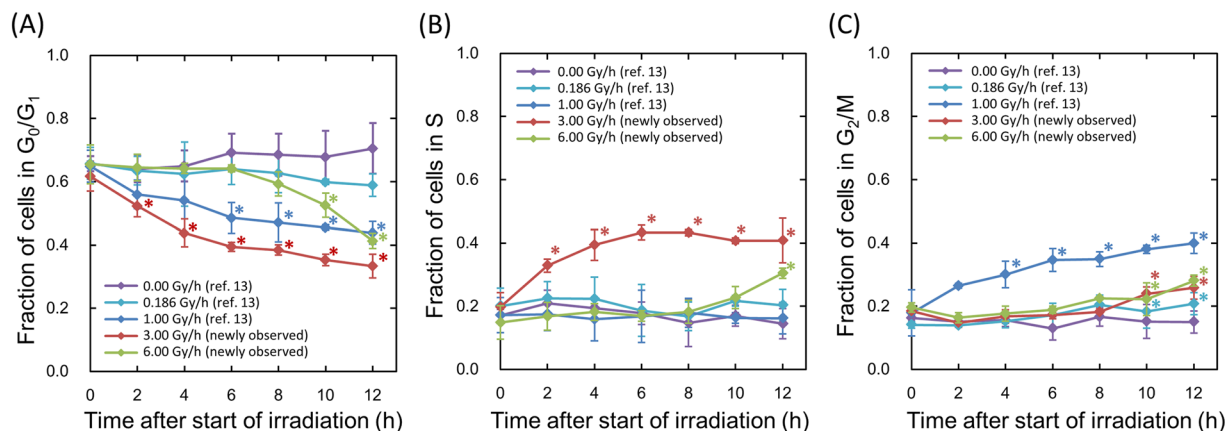 (A)
Fraction of cells in G0/G1
1.0
0.8
0.6
0.4
0.2
0.0
0.00 Gy/h (ref. 13)
0.186 Gy/h (ref. 13)
1.00 Gy/h (ref. 13)
3.00 Gy/h (newly observed)
6.00 Gy/h (newly observed)
* * * *
* * * * * *
* *
0 2 4 6 8 10 12
Time after start of irradiation (h)
(B)
Fraction of cells in S
1.0
0.8
0.6
0.4
0.2
0.0
0.00 Gy/h (ref. 13)
0.186 Gy/h (ref. 13)
1.00 Gy/h (ref. 13)
3.00 Gy/h (newly observed)
6.00 Gy/h (newly observed)
* * * * * *
*
0 2 4 6 8 10 12
Time after start of irradiation (h)
(C)
Fraction of cells in G2/M
1.0
0.8
0.6
0.4
0.2
0.0
0.00 Gy/h (ref. 13)
0.186 Gy/h (ref. 13)
1.00 Gy/h (ref. 13)
3.00 Gy/h (newly observed)
6.00 Gy/h (newly observed)
* * * * *
* *
* *
* *
0 2 4 6 8 10 12
Time after start of irradiation (h)